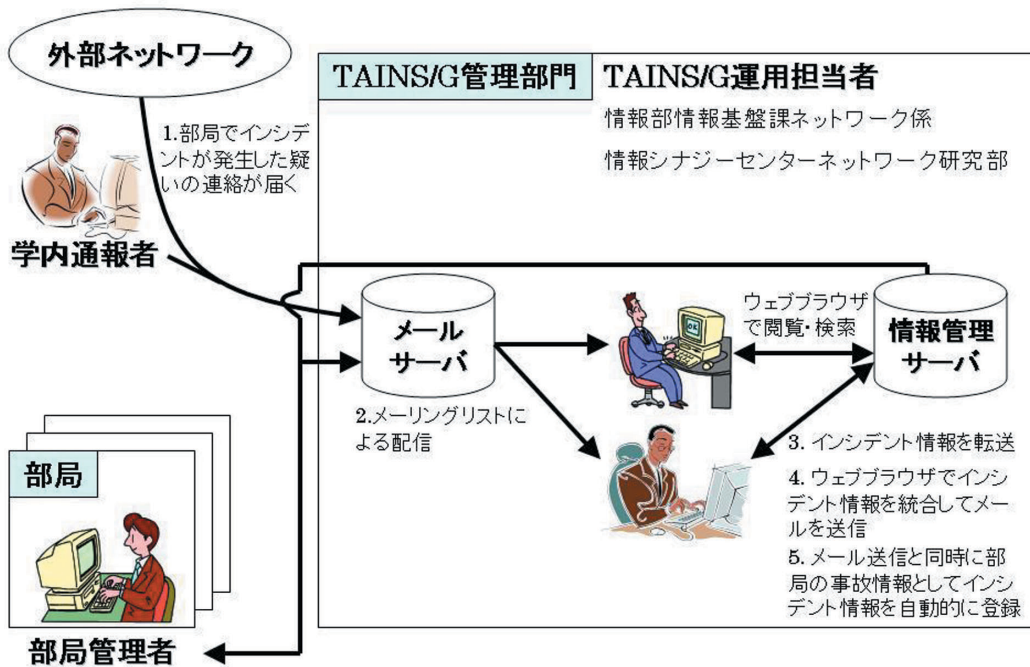 外部ネットワーク
1.部局でインシデ
ントが発生した疑
いの連絡が届く
学内通報者
TAINS/G管理部門
TAINS/G運用担当者
情報部情報基盤課ネットワーク係
情報シナジーセンターネットワーク研究部
メール
サーバ
2.メーリングリストに
よる配信
OK
ウェブブラウザ
で閲覧・検索
情報管理
サーバ
3. インシデント情報を転送
4. ウェブブラウザでインシ
デント情報を統合してメー
ルを送信
5. メール送信と同時に部
局の事故情報としてインシ
デント情報を自動的に登録
部局
部局管理者